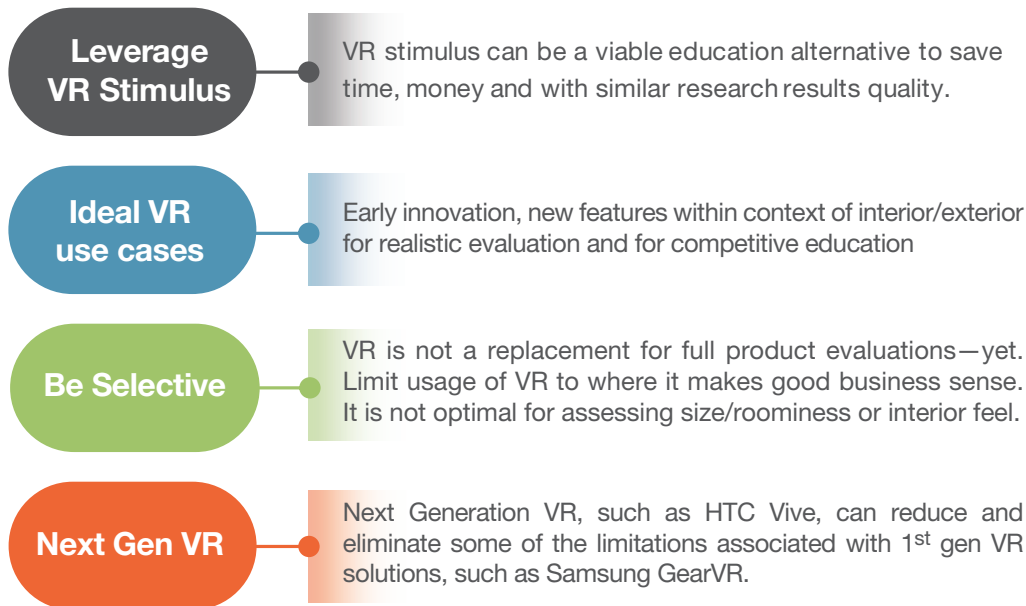 Leverage
VR Stimulus
VR stimulus can be a viable education alternative to save
time, money and with similar research results quality.
Ideal VR
use cases
Early innovation, new features within context of interior/exterior
for realistic evaluation and for competitive education
Be Selective
VR is not a replacement for full product evaluations—yet.
Limit usage of VR to where it makes good business sense.
It is not optimal for assessing size/roominess or interior feel.
Next Gen VR
Next Generation VR, such as HTC Vive, can reduce and
eliminate some of the limitations associated with 1st gen VR
solutions, such as Samsung GearVR.